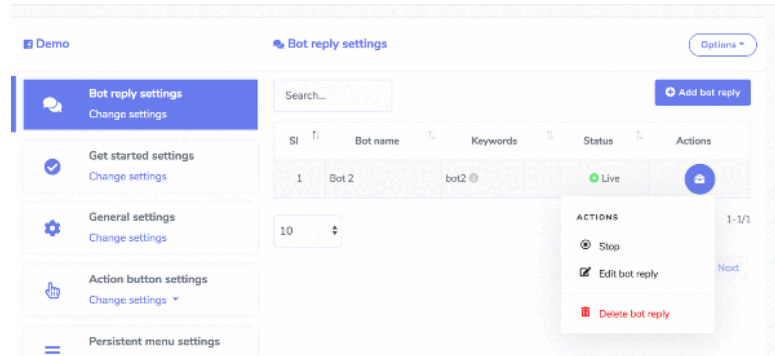 Demo
Bot reply settings
Options
Bot reply settings
Change settings
Get started settings
Change settings
General settings
Change settings
Action button settings
Change settings
Persistent menu settings
Search...
Add bot reply
Sl Bot name Keywords Status Actions
1 Bot 2 bot2 Live
10
ACTIONS
1-1/1
Stop
Edit bot reply
Next
Delete bot reply